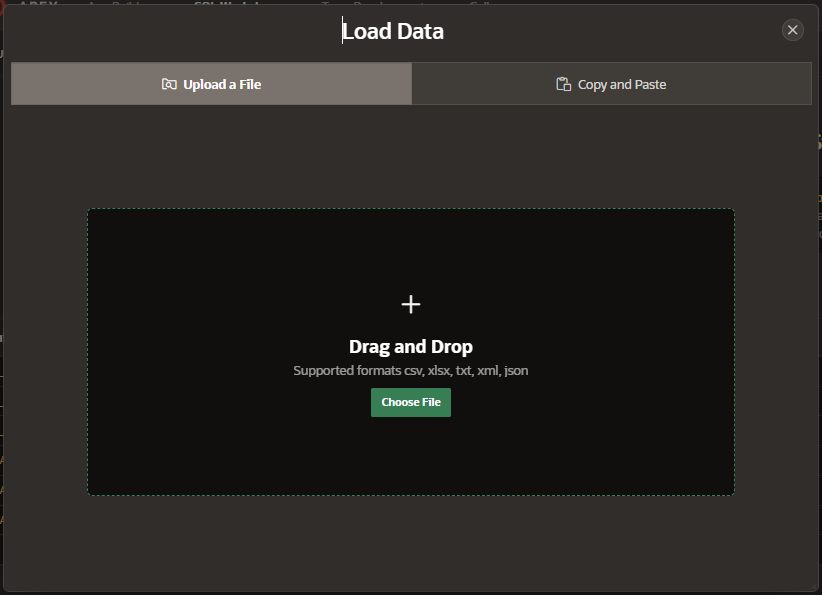 Load Data
Upload a File
Copy and Paste
Drag and Drop
Supported formats csv, xlsx, txt, xml, json
Choose File